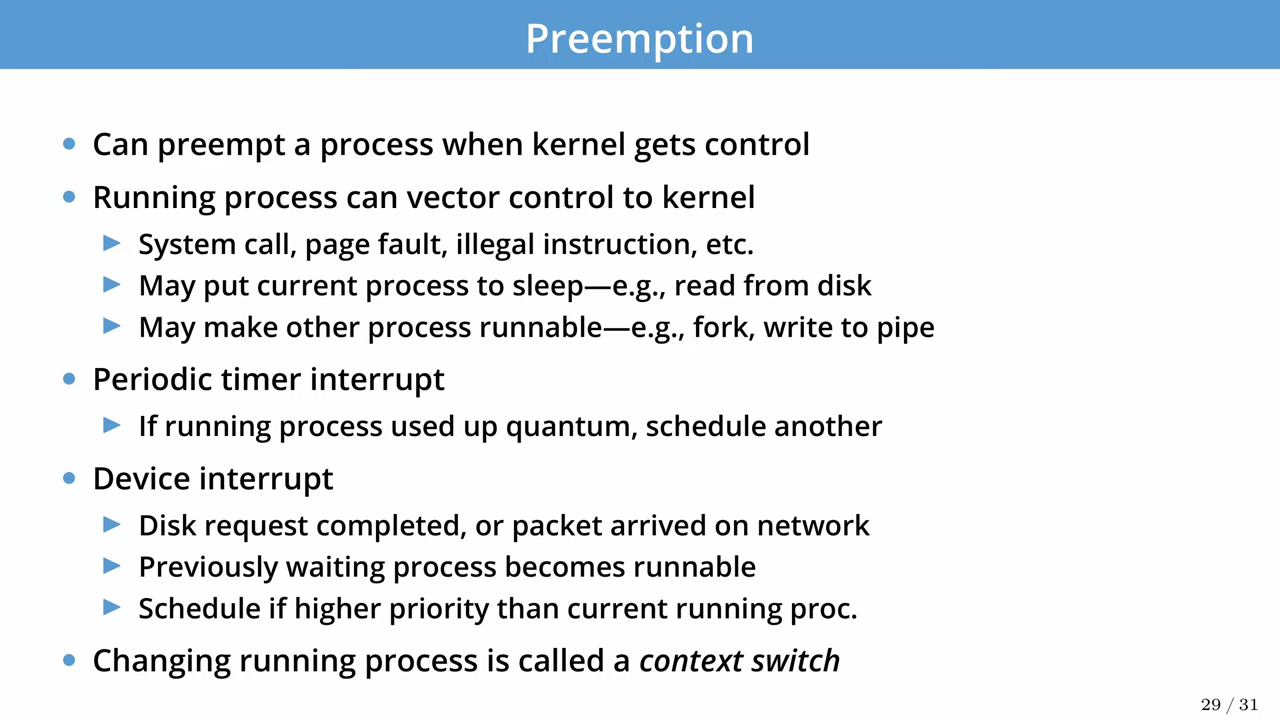 Preemption
• Can preempt a process when kernel gets control
• Running process can vector control to kernel
▶ System call, page fault, illegal instruction, etc.
▶ May put current process to sleep—e.g., read from disk
▶ May make other process runnable—e.g., fork, write to pipe
• Periodic timer interrupt
▶ If running process used up quantum, schedule another
• Device interrupt
▶ Disk request completed, or packet arrived on network
▶ Previously waiting process becomes runnable
▶ Schedule if higher priority than current running proc.
• Changing running process is called a context switch
29 / 31